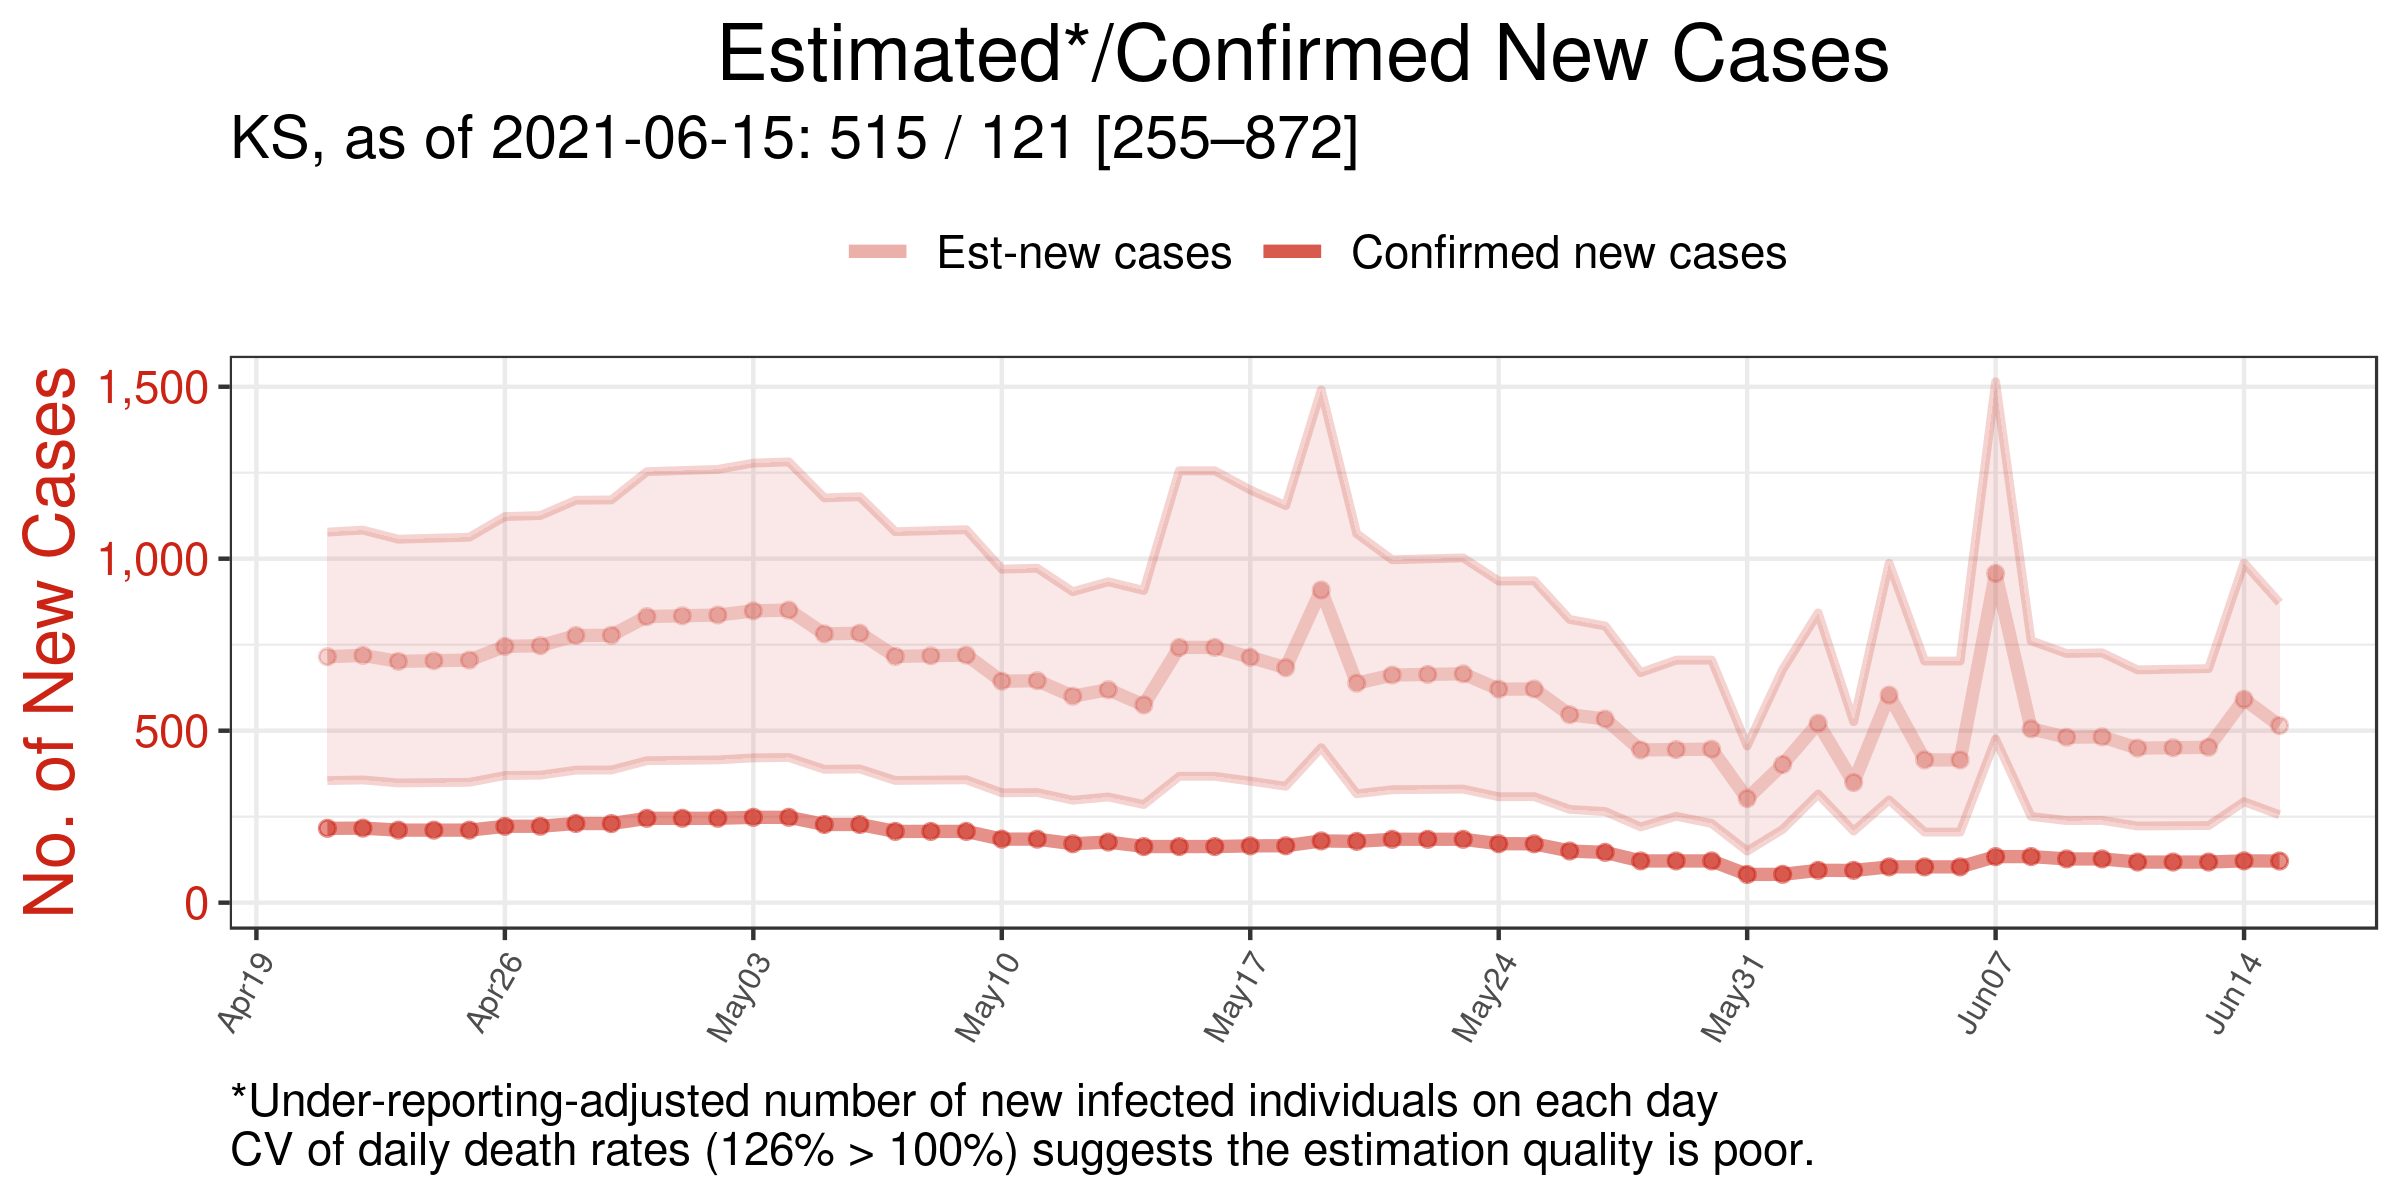 Estimated*/Confirmed New Cases
KS, as of 2021-06-15: 515 / 121 [255–872]
Est-new cases Confirmed new cases
No. of New Cases
1,500
1,000
500
0
Apr19 Apr26 May03 May10 May17 May24 May31 Jun07 Jun14
*Under-reporting-adjusted number of new infected individuals on each day
CV of daily death rates (126% > 100%) suggests the estimation quality is poor.